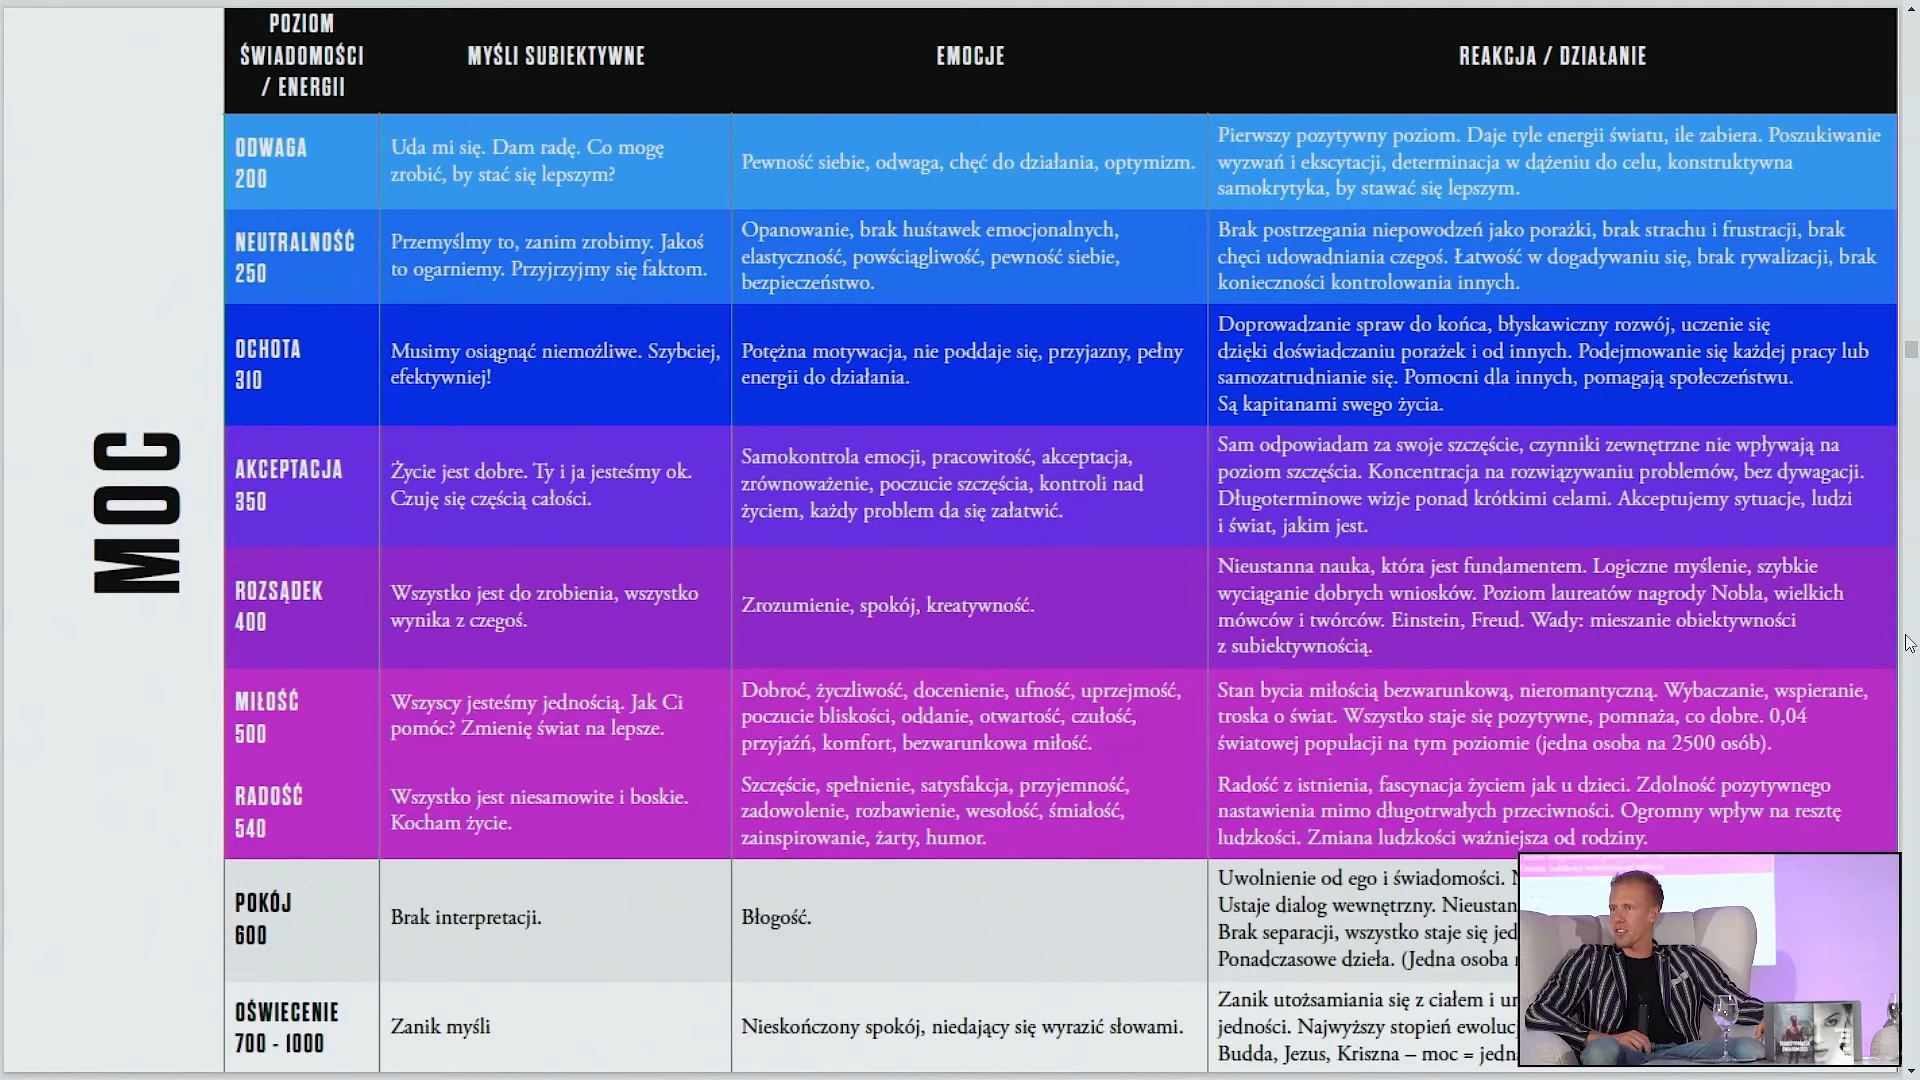 POZIOM
ŚWIADOMOŚCI
/ ENERGII
MYŚLI SUBIEKTYWNE
EMOCJE
REAKCJA / DZIAŁANIE
MOC
ODWAGA
200
Uda mi się. Dam radę. Co mogę
zrobić, by stać się lepszym?
Pewność siebie, odwaga, chęć do działania, optymizm.
Pierwszy pozytywny poziom. Daje tyle energii światu, ile zabiera. Poszukiwanie
wyzwań i ekscytacji, determinacja w dążeniu do celu, konstruktywna
samokrytyka, by stawać się lepszym.
NEUTRALNOŚĆ
250
Przemyślmy to, zanim zrobimy. Jakoś
to ogarniemy. Przyjrzyjmy się faktom.
Opanowanie, brak huśtawek emocjonalnych,
elastyczność, powściągliwość, pewność siebie,
bezpieczeństwo.
Brak postrzegania niepowodzeń jako porażki, brak strachu i frustracji, brak
chęci udowadniania czegoś. Łatwość w dogadywaniu się, brak rywalizacji, brak
konieczności kontrolowania innych.
OCHOTA
310
Musimy osiągnąć niemożliwe. Szybciej,
efektywniej!
Potężna motywacja, nie poddaje się, przyjazny, pełny
energii do działania.
Doprowadzanie spraw do końca, błyskawiczny rozwój, uczenie się
dzięki doświadczaniu porażek i od innych. Podejmowanie się każdej pracy lub
samozatrudnianie się. Pomocni dla innych, pomagają społeczeństwu.
Są kapitanami swego życia.
AKCEPTACJA
350
Życie jest dobre. Ty i ja jesteśmy ok.
Czuję się częścią całości.
Samokontrola emocji, pracowitość, akceptacja,
zrównoważenie, poczucie szczęścia, kontroli nad
życiem, każdy problem da się załatwić.
Sam odpowiadam za swoje szczęście, czynniki zewnętrzne nie wpływają na
poziom szczęścia. Koncentracja na rozwiązywaniu problemów, bez dywagacji.
Długoterminowe wizje ponad krótkimi celami. Akceptujemy sytuacje, ludzi
i świat, jakim jest.
ROZSĄDEK
400
Wszystko jest do zrobienia, wszystko
wynika z czegoś.
Zrozumienie, spokój, kreatywność.
Nieustanna nauka, która jest fundamentem. Logiczne myślenie, szybkie
wyciąganie dobrych wniosków. Poziom laureatów nagrody Nobla, wielkich
mówców i twórców. Einstein, Freud. Wady: mieszanie obiektywności
z subiektywnością.
MIŁOŚĆ
500
Wszyscy jesteśmy jednością. Jak Ci
pomóc? Zmienię świat na lepsze.
Dobroć, życzliwość, docenienie, ufność, uprzejmość,
poczucie bliskości, oddanie, otwartość, czułość,
przyjaźń, komfort, bezwarunkowa miłość.
Stan bycia miłością bezwarunkową, nieromantyczną. Wybaczanie, wspieranie,
troska o świat. Wszystko staje się pozytywne, pomnaża, co dobre. 0,04
światowej populacji na tym poziomie (jedna osoba na 2500 osób).
RADOŚĆ
540
Wszystko jest niesamowite i boskie.
Kocham życie.
Szczęście, spełnienie, satysfakcja, przyjemność,
zadowolenie, rozbawienie, wesołość, śmiałość,
zainspirowanie, żarty, humor.
Radość z istnienia, fascynacja życiem jak u dzieci. Zdolność pozytywnego
nastawienia mimo długotrwałych przeciwności. Ogromny wpływ na resztę
ludzkości. Zmiana ludzkości ważniejsza od rodziny.
POKÓJ
600
Brak interpretacji.
Błogość.
Uwolnienie od ego i świadomości.
Ustaje dialog wewnętrzny.
Brak separacji, wszystko staje się
Ponadczasowe dzieła. (Jedna osoba
OŚWIECENIE
700 - 1000
Zanik myśli
Nieskończony spokój, niedający się wyrazić słowami.
Zanik utożsamiania się z ciałem i
jedności. Najwyższy stopień
Budda, Jezus, Kriszna – moc =